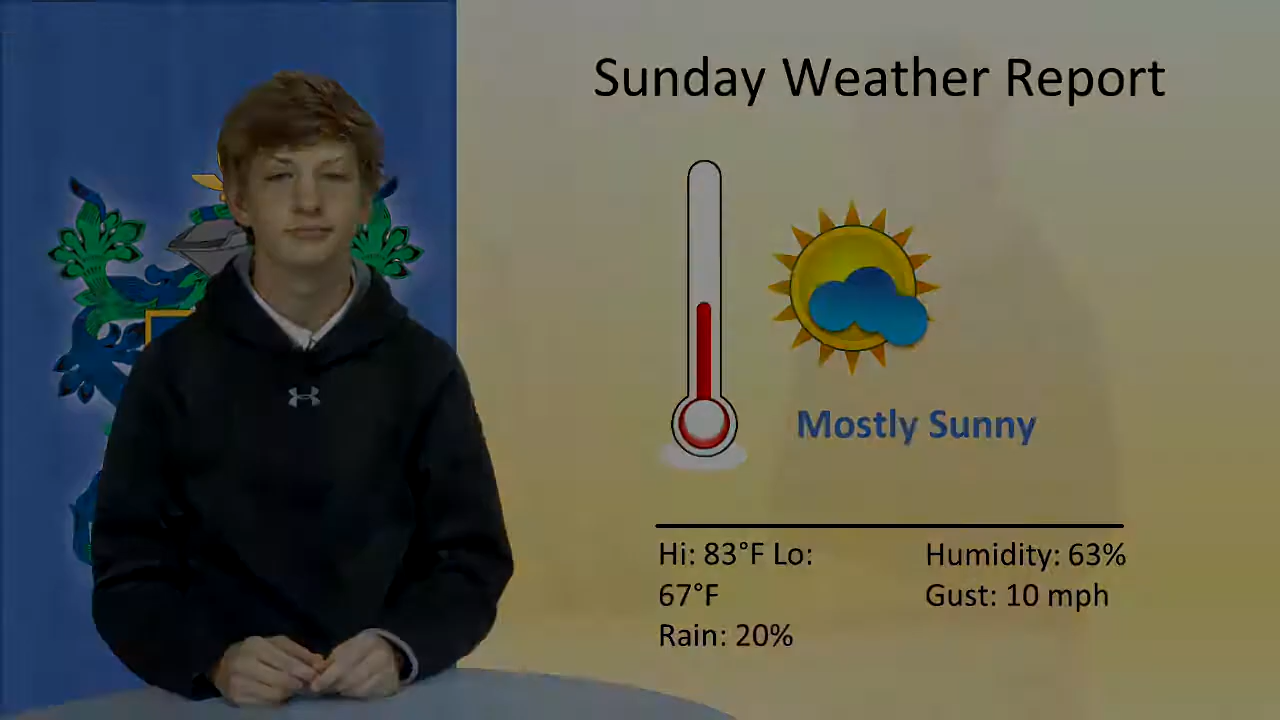 Sunday Weather Report
Mostly Sunny
Hi: 83°F Lo:
67°F
Rain: 20%
Humidity: 63%
Gust: 10 mph